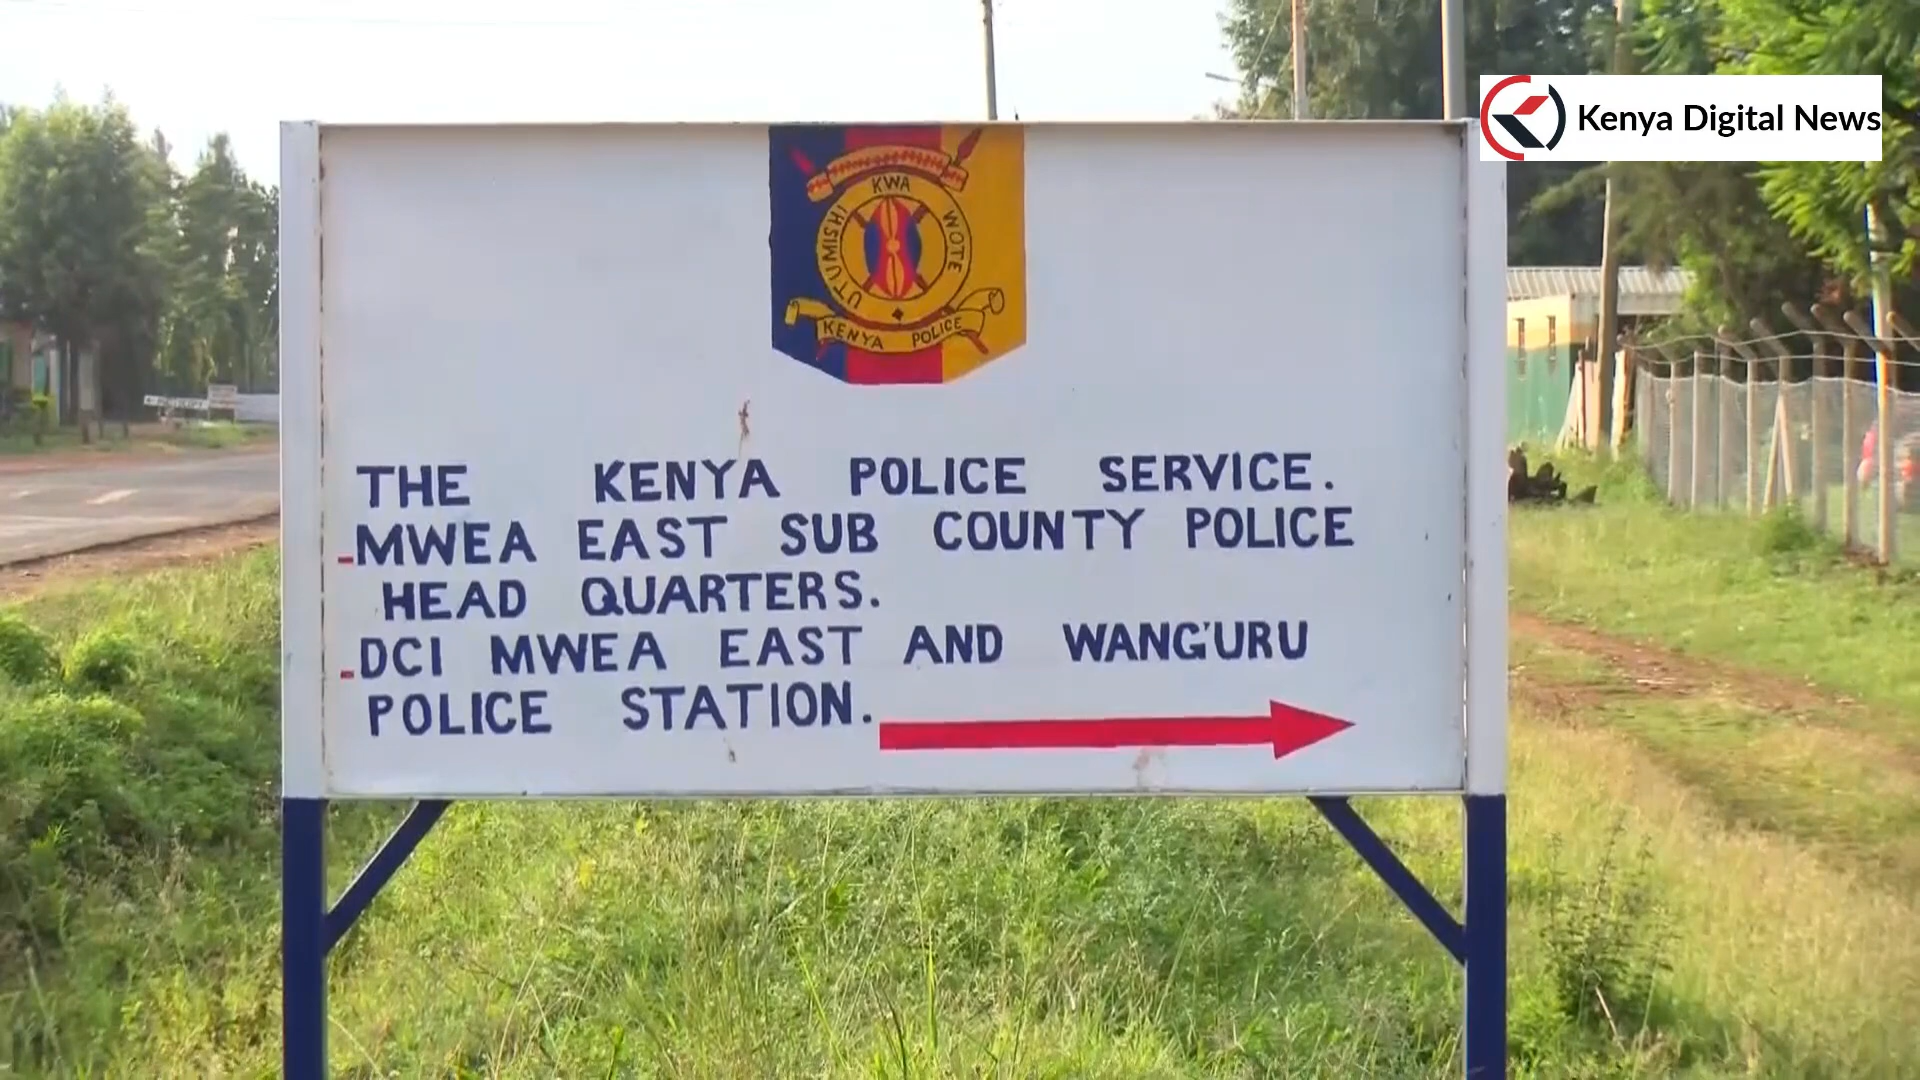 Kenya Digital News
UTUMISHI KWA WOTE
KENYA POLICE
THE KENYA POLICE SERVICE.
-MWEA EAST SUB COUNTY POLICE
HEAD QUARTERS.
-DCI MWEA EAST AND WANG'URU
POLICE STATION.